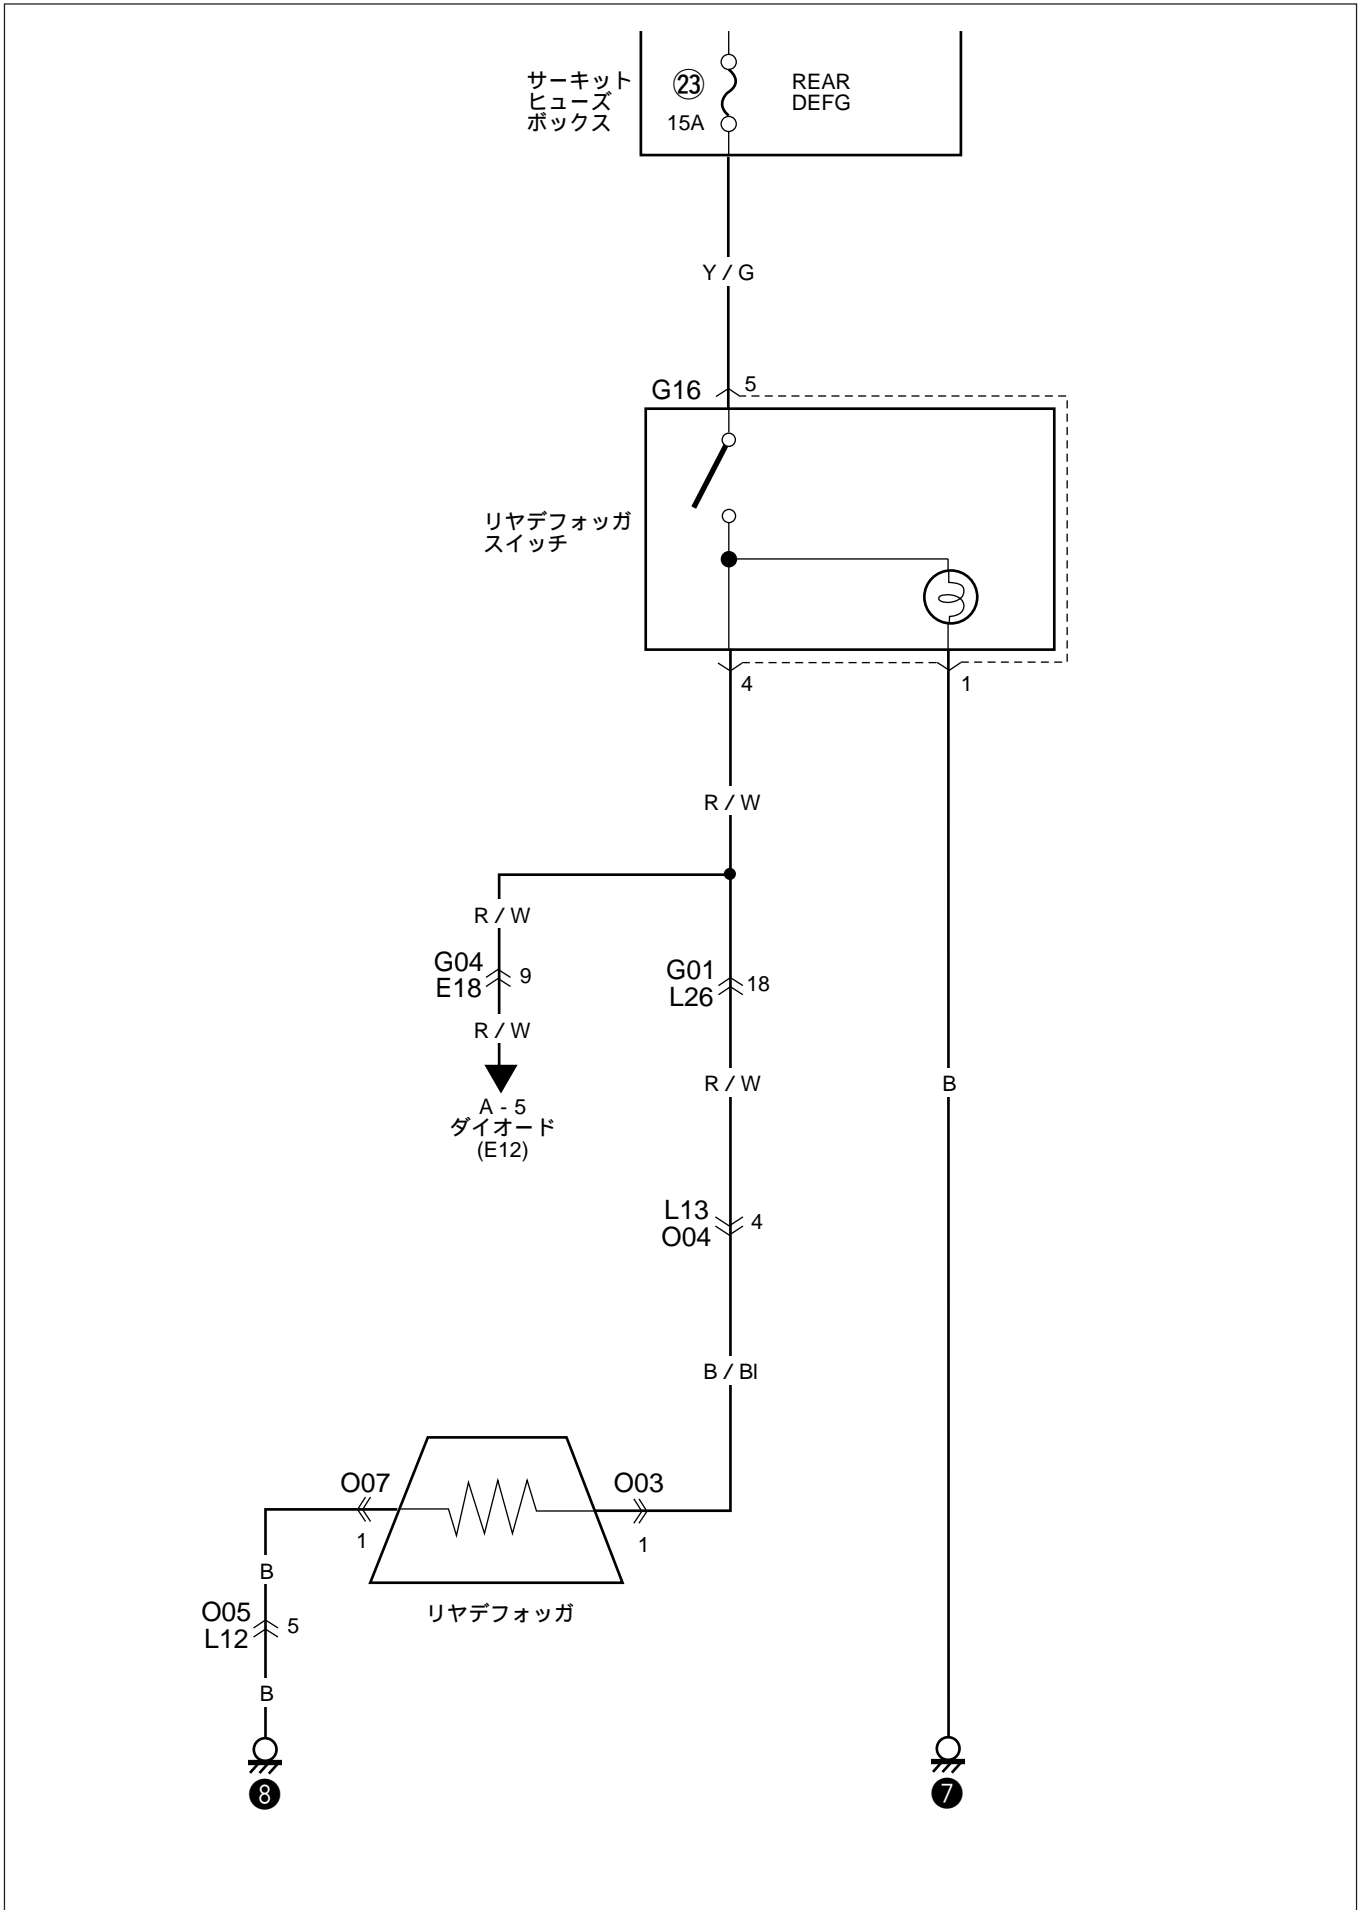 サーキット
ヒューズ
ボックス
㉓
15A
REAR
DEFG
Y / G
G16
5
リヤデフォッガ
スイッチ
4
1
R / W
R / W
G04
E18
9
G01
L26
18
R / W
R / W
B
A - 5
ダイオード
(E12)
L13
O04
4
B / Bl
O07
1
O03
1
B
リヤデフォッガ
O05
L12
5
B
❽
❼